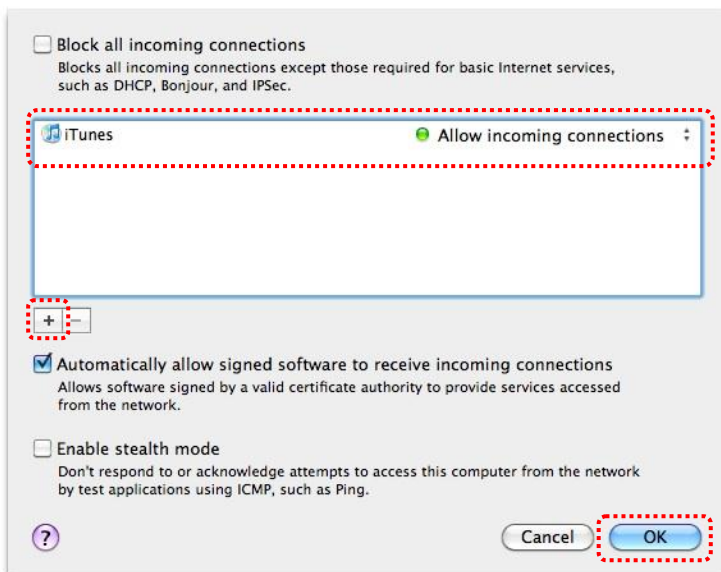 Block all incoming connections
Blocks all incoming connections except those required for basic Internet services,
such as DHCP, Bonjour, and IPSec.
iTunes Allow incoming connections
+ −
Automatically allow signed software to receive incoming connections
Allows software signed by a valid certificate authority to provide services accessed
from the network.
Enable stealth mode
Don't respond to or acknowledge attempts to access this computer from the network
by test applications using ICMP, such as Ping.
? Cancel OK